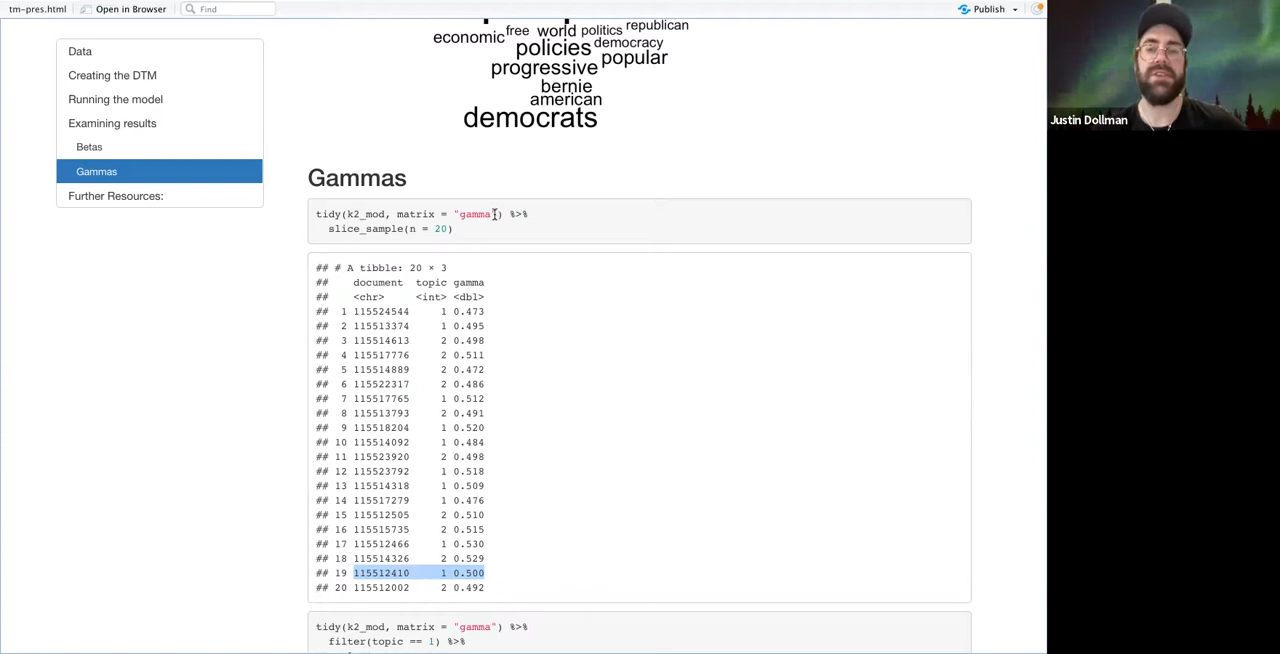 tm-pres.html Open in Browser Find Publish
Data
Creating the DTM
Running the model
Examining results
Betas
Gammas
Further Resources:
economic free world politics republican
policies democracy
progressive popular
bernie
american
democrats
Gammas
tidy(k2_mod, matrix = "gamma") %>%
slice_sample(n = 20)
## # A tibble: 20 × 3
##    document  topic gamma
##    <chr>     <int> <dbl>
##  1 115524544     1 0.473
##  2 115513374     1 0.495
##  3 115514613     2 0.498
##  4 115517776     2 0.511
##  5 115514889     2 0.472
##  6 115522317     2 0.486
##  7 115517765     1 0.512
##  8 115513793     2 0.491
##  9 115518204     1 0.520
## 10 115514092     1 0.484
## 11 115523920     2 0.498
## 12 115523792     1 0.518
## 13 115514318     1 0.509
## 14 115517279     1 0.476
## 15 115512505     2 0.510
## 16 115515735     2 0.515
## 17 115512466     1 0.530
## 18 115514326     2 0.529
## 19 115512410     1 0.500
## 20 115512002     2 0.492
tidy(k2_mod, matrix = "gamma") %>%
filter(topic == 1) %>%
Justin Dollman